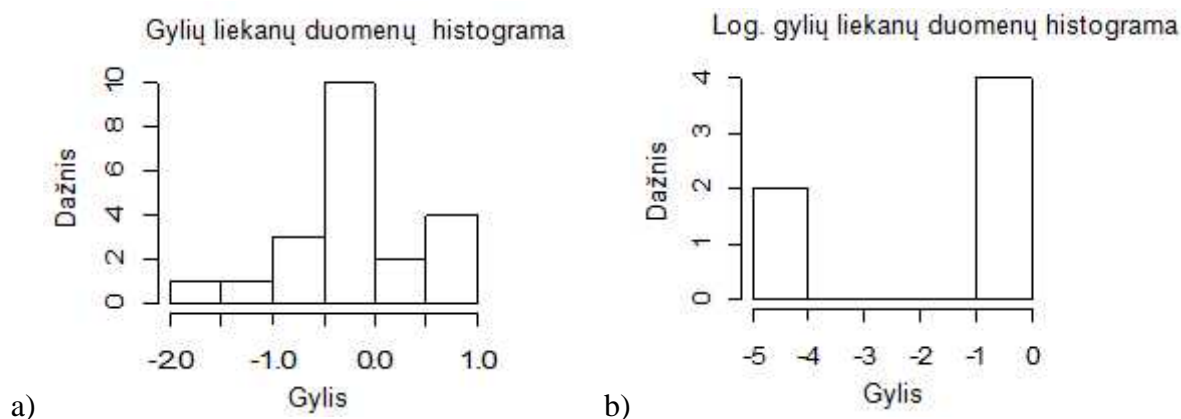 Gylių liekanų duomenų histograma
Dažnis
10
8
6
4
2
0
-2.0 -1.0 0.0 1.0
Gylis
a)
Log. gylių liekanų duomenų histograma
Dažnis
4
3
2
1
0
-5 -4 -3 -2 -1 0
Gylis
b)